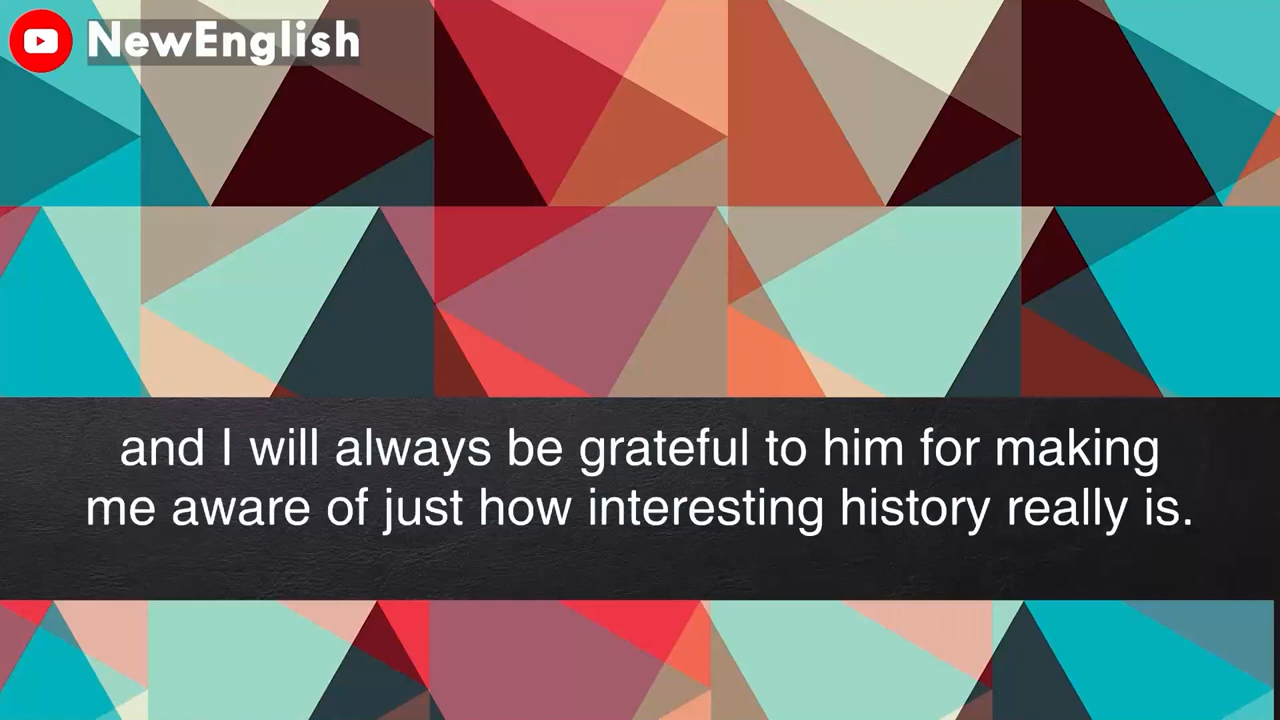 NewEnglish
and I will always be grateful to him for making
me aware of just how interesting history really is.